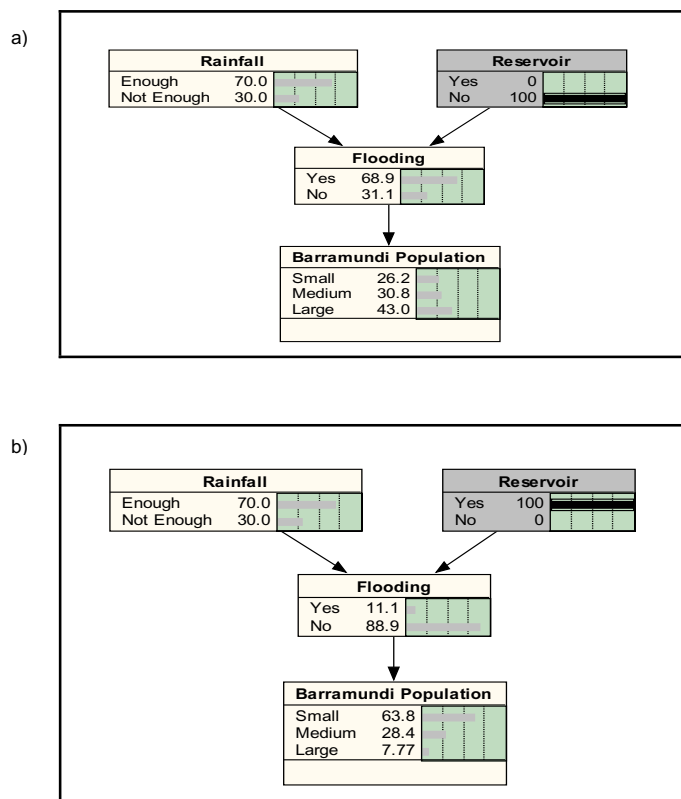 a)
Rainfall
Enough 70.0
Not Enough 30.0
Reservoir
Yes 0
No 100
Flooding
Yes 68.9
No 31.1
Barramundi Population
Small 26.2
Medium 30.8
Large 43.0
b)
Rainfall
Enough 70.0
Not Enough 30.0
Reservoir
Yes 100
No 0
Flooding
Yes 11.1
No 88.9
Barramundi Population
Small 63.8
Medium 28.4
Large 7.77